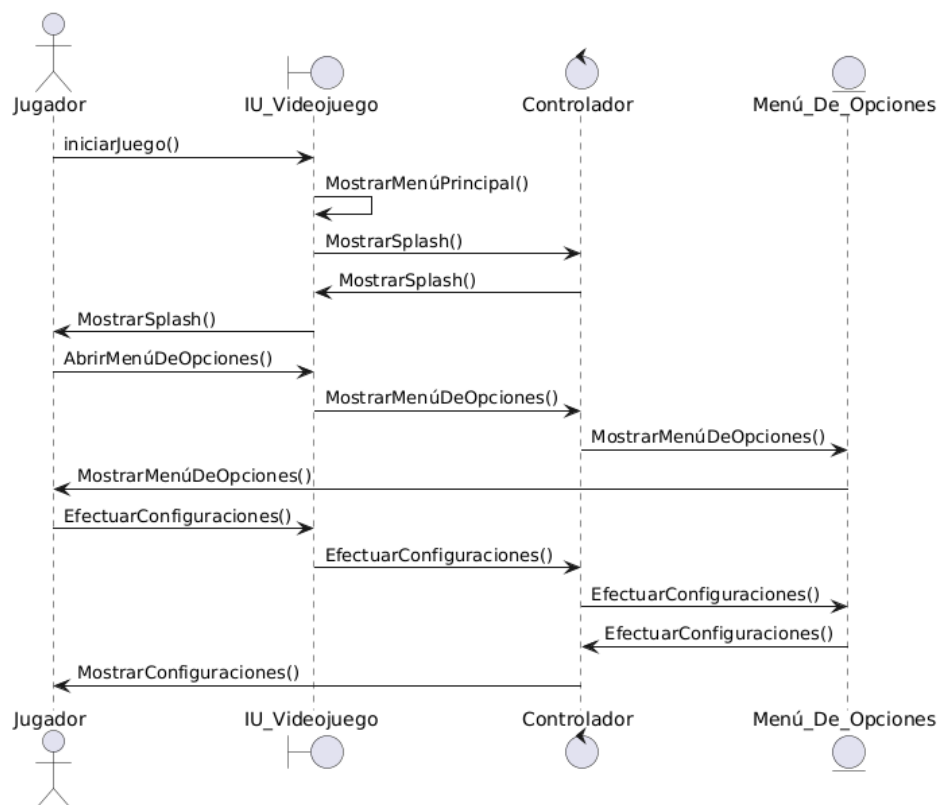 Jugador
IU_Videojuego
Controlador
Menú_De_Opciones
iniciarJuego()
MostrarMenúPrincipal()
MostrarSplash()
MostrarSplash()
MostrarSplash()
AbrirMenúDeOpciones()
MostrarMenúDeOpciones()
MostrarMenúDeOpciones()
MostrarMenúDeOpciones()
EfectuarConfiguraciones()
EfectuarConfiguraciones()
EfectuarConfiguraciones()
EfectuarConfiguraciones()
MostrarConfiguraciones()
Jugador
IU_Videojuego
Controlador
Menú_De_Opciones